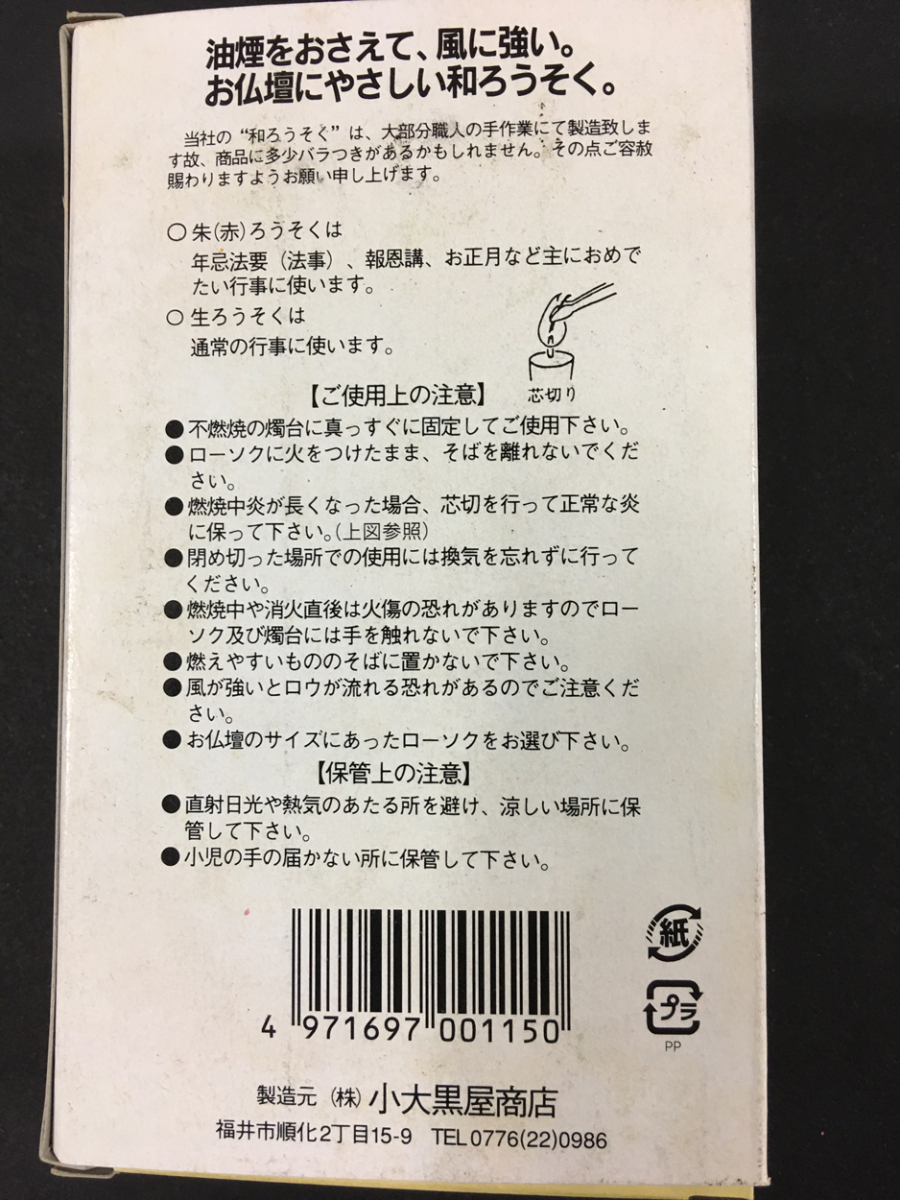 油煙をおさえて、風に強い。
お仏壇にやさしい和ろうそく。
当社の“和ろうそく”は、大部分職人の手作業にて製造致しま
す故、商品に多少バラつきがあるかもしれません。その点ご容赦
賜わりますようお願い申し上げます。
○ 朱(赤)ろうそくは
年忌法要（法事）、報恩講、お正月など主におめで
たい行事に使います。
○ 生ろうそくは
通常の行事に使います。
芯切り
【ご使用上の注意】
●不燃焼の燭台に真っすぐに固定してご使用下さい。
●ローソクに火をつけたまま、そばを離れないでくだ
さい。
●燃焼中炎が長くなった場合、芯切を行って正常な炎
に保って下さい。(上図参照)
●閉め切った場所での使用には換気を忘れずに行って
ください。
●燃焼中や消火直後は火傷の恐れがありますのでロー
ソク及び燭台には手を触れないで下さい。
●燃えやすいもののそばに置かないで下さい。
●風が強いとロウが流れる恐れがあるのでご注意くだ
さい。
●お仏壇のサイズにあったローソクをお選び下さい。
【保管上の注意】
●直射日光や熱気のあたる所を避け、涼しい場所に保
管して下さい。
●小児の手の届かない所に保管して下さい。
紙
プラ
PP
4 971697 001150
製造元（株）小大黒屋商店
福井市順化2丁目15-9 TEL0776(22)0986